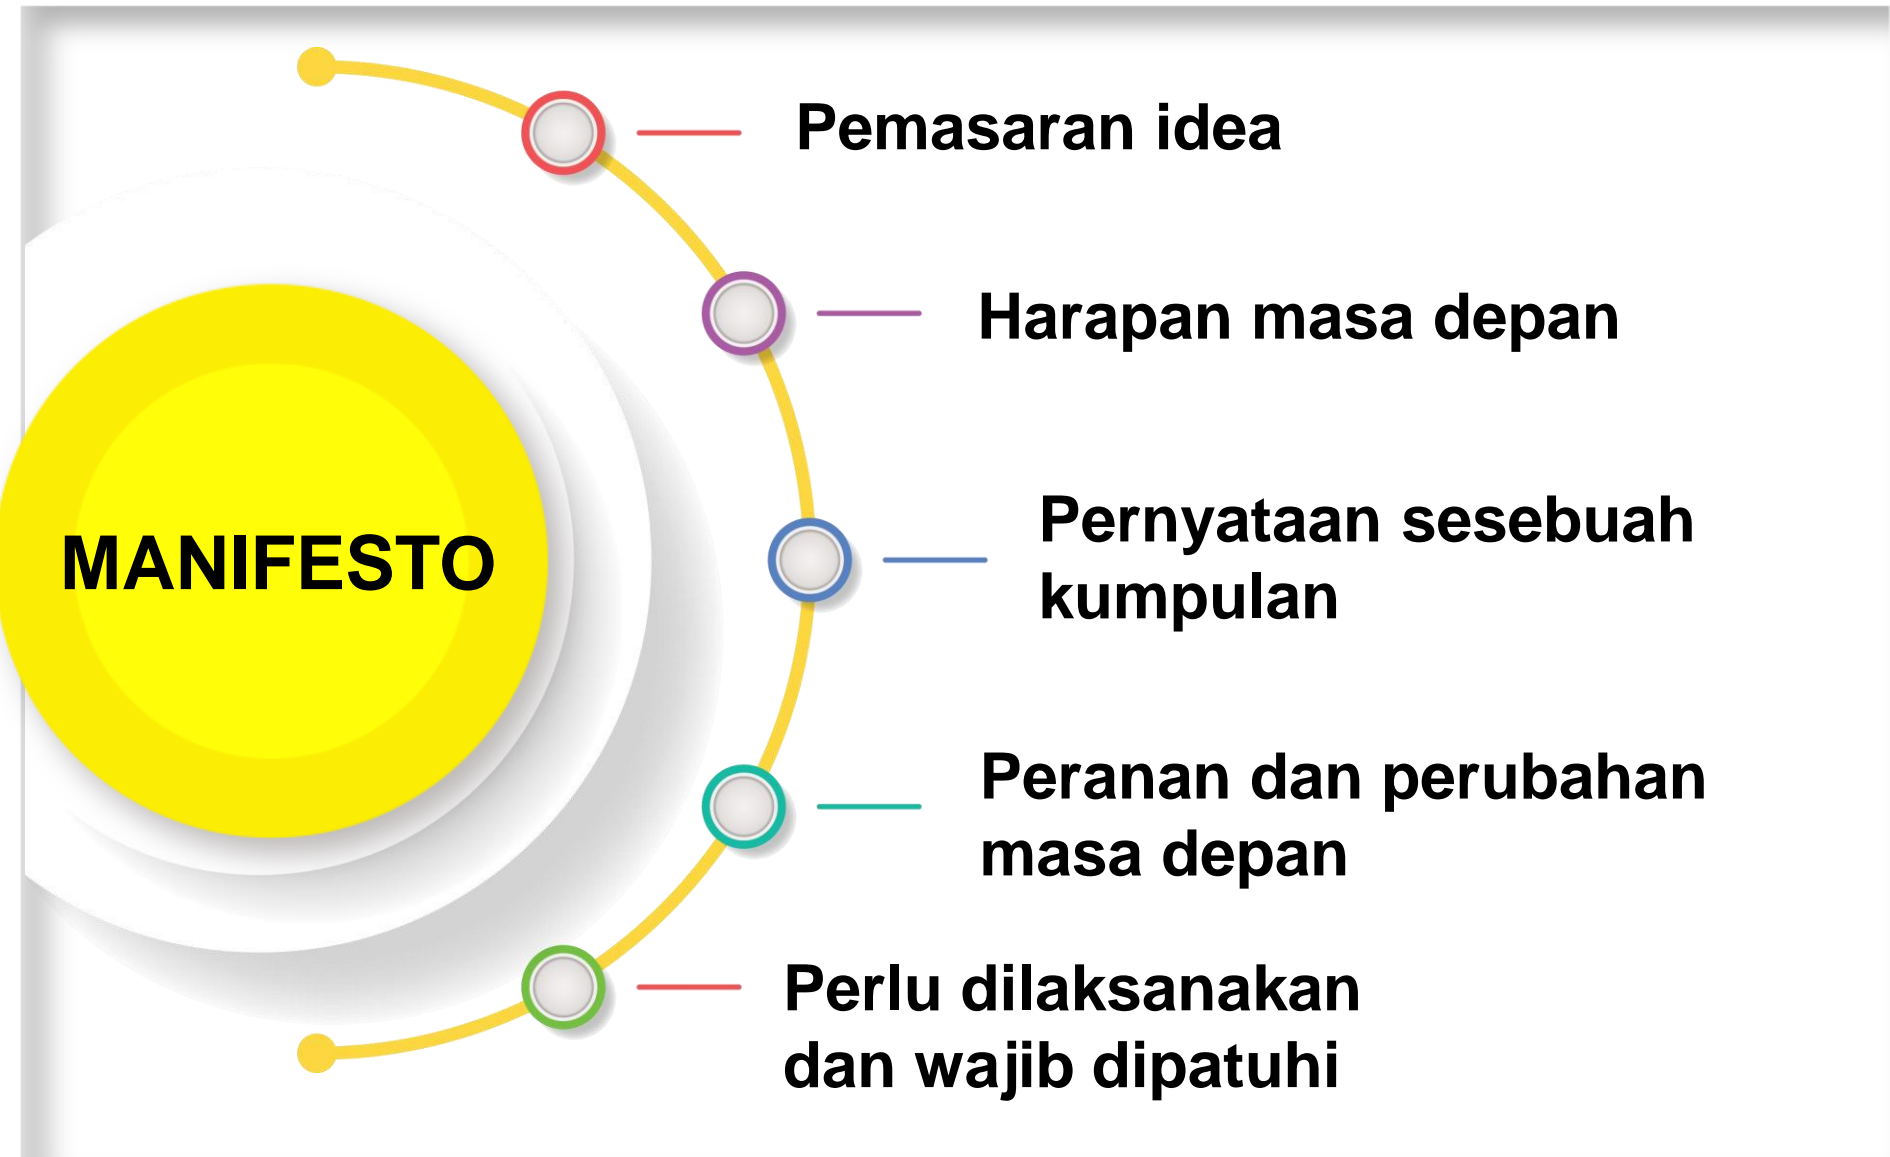 MANIFESTO
Pemasaran idea
Harapan masa depan
Pernyataan sesebuah
kumpulan
Peranan dan perubahan
masa depan
Perlu dilaksanakan
dan wajib dipatuhi